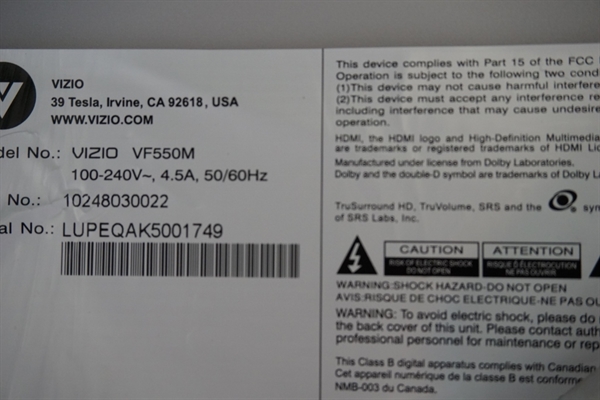 V
VIZIO
39 Tesla, Irvine, CA 92618, USA
WWW.VIZIO.COM
del No.: VIZIO VF550M
100-240V~, 4.5A, 50/60Hz
No.: 10248030022
al No.: LUPEQAK5001749
This device complies with Part 15 of the FCC
Operation is subject to the following two cond
(1)This device may not cause harmful interfere
(2)This device must accept any interference re
including interference that may cause undesire
operation.
HDMI, the HDMI logo and High-Definition Multimedia
are trademarks or registered trademarks of HDMI Lic
Manufactured under license from Dolby Laboratories.
Dolby and the double-D symbol are trademarks of Dolby L
TruSurround HD, TruVolume, SRS and the sy
of SRS Labs, Inc.
CAUTION
RISK OF ELECTRIC SHOCK
DO NOT OPEN
ATTENTION
RISQUE D'ELECTROCUTION
NE PAS OUVRIR
WARNING:SHOCK HAZARD-DO NOT OPEN
AVIS:RISQUE DE CHOC ELECTRIQUE-NE PAS OU
WARNING: To avoid electric shock, please do
the back cover of this unit. Please contact auth
professional personnel for maintenance or rep
This Class B digital apparatus complies with Canadian
Cet appareil numérique de la classe B est conforme
NMB-003 du Canada.